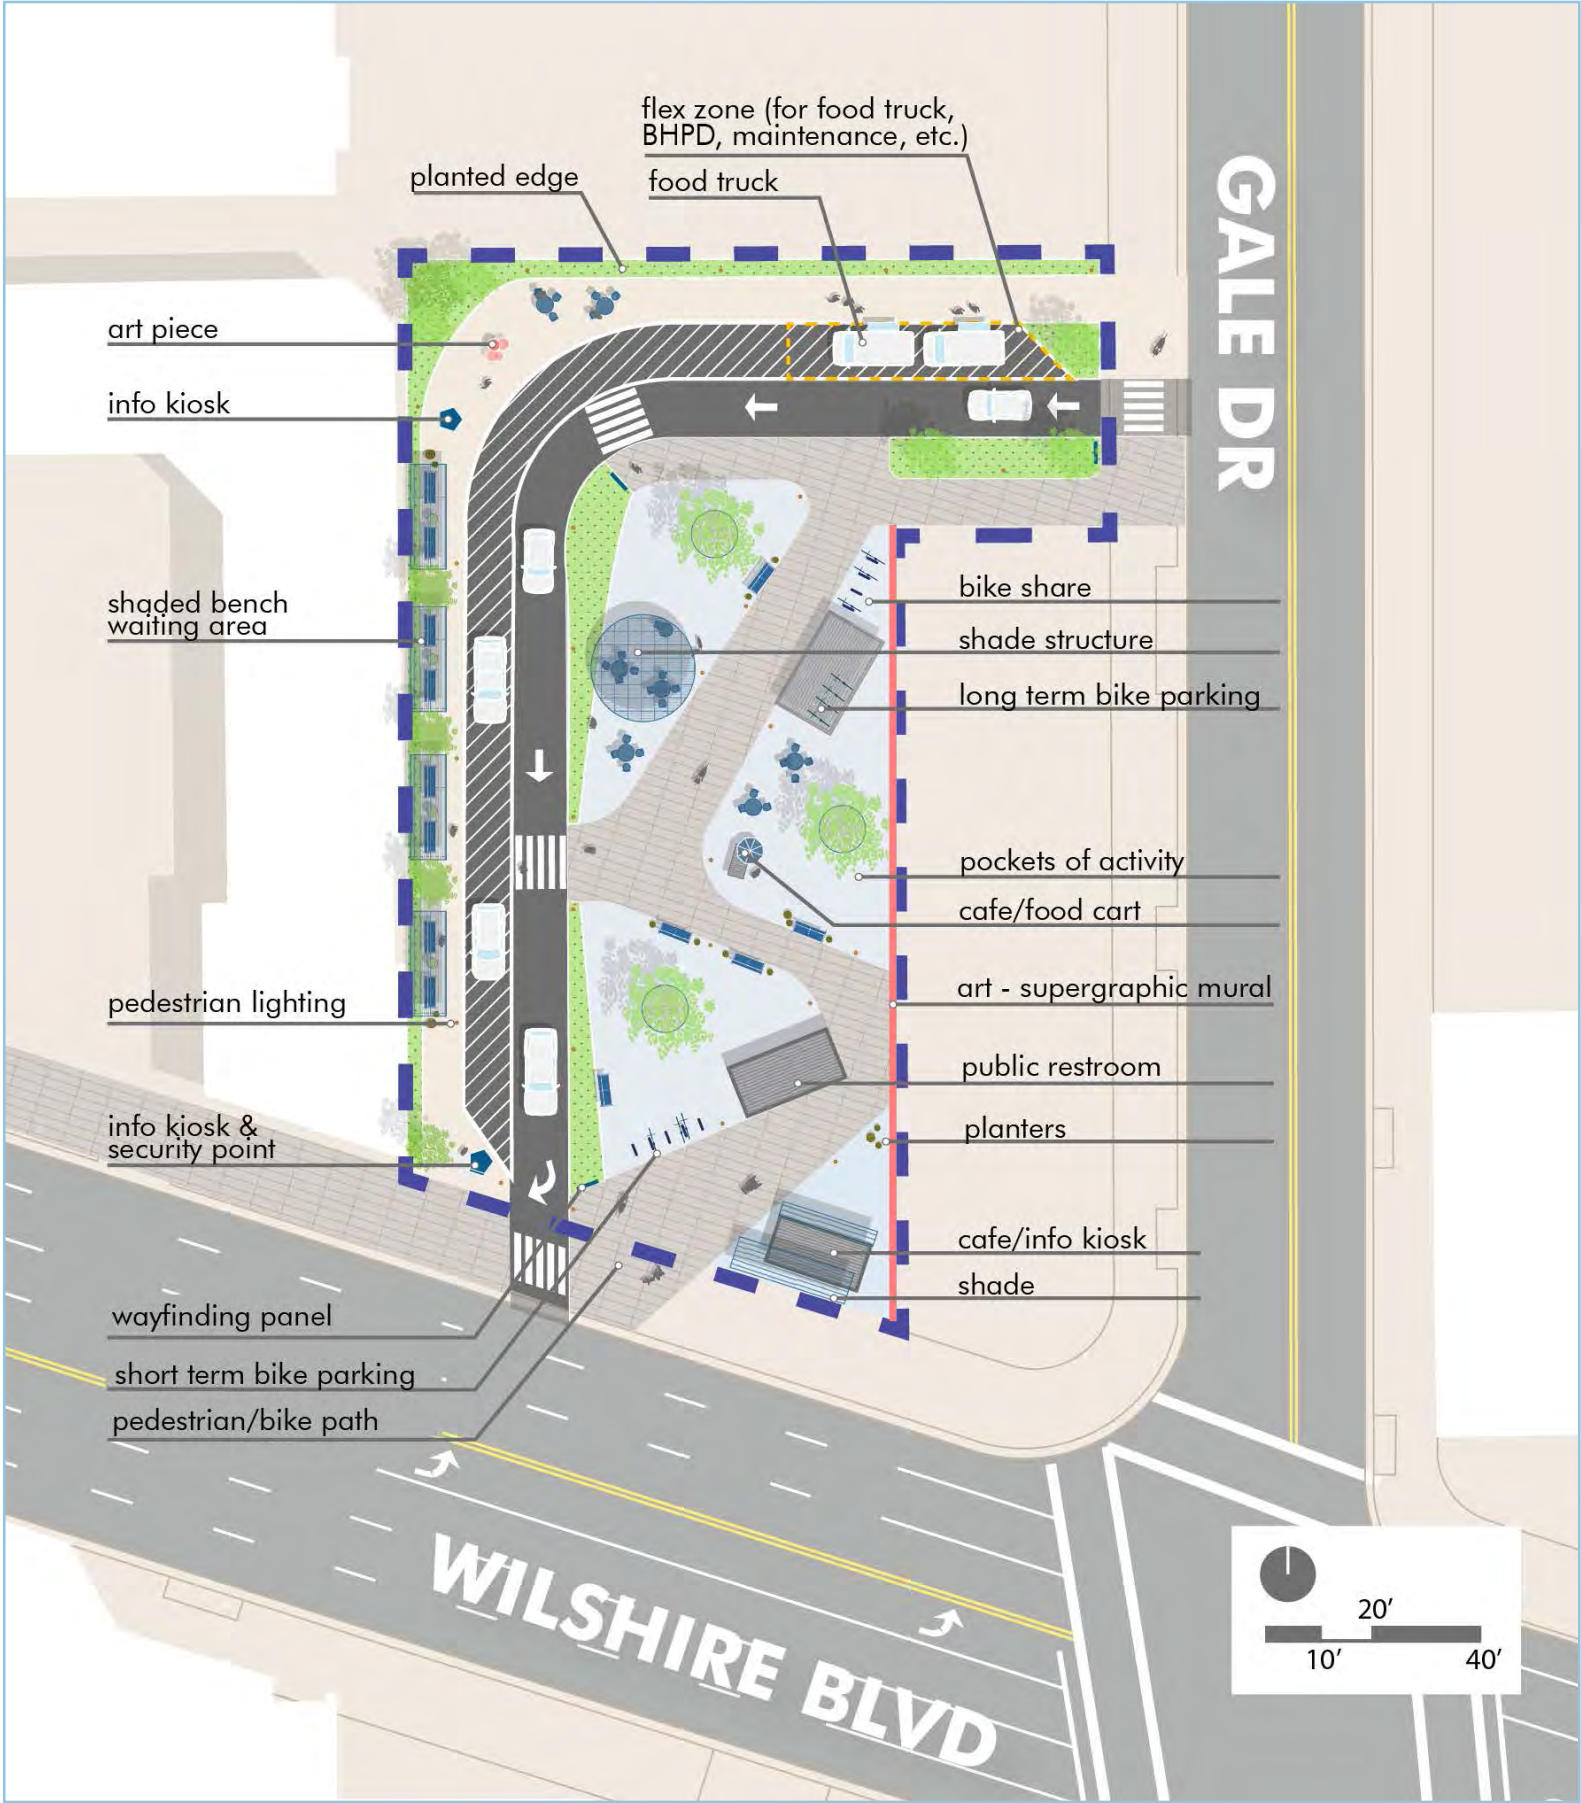 flex zone (for food truck,
BHPD, maintenance, etc.)
planted edge
food truck
GALE DR
art piece
info kiosk
shaded bench
waiting area
pedestrian lighting
info kiosk &
security point
wayfinding panel
short term bike parking
pedestrian/bike path
bike share
shade structure
long term bike parking
pockets of activity
cafe/food cart
art - supergraphic mural
public restroom
planters
cafe/info kiosk
shade
WILSHIRE BLVD
20'
10'
40'